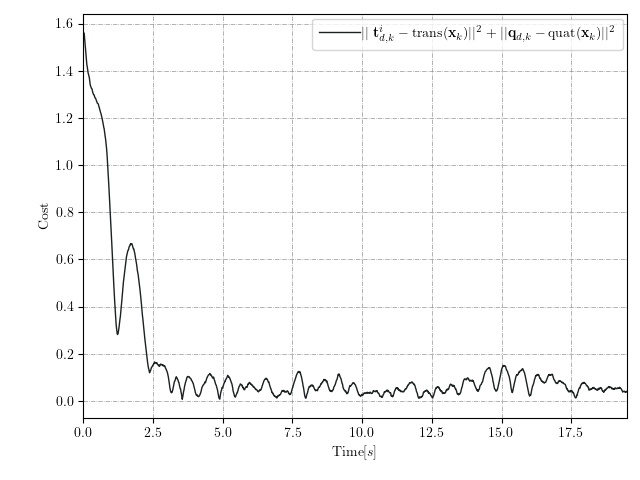 || t^i_{d,k} − trans(x_k)||^2 + ||q_{d,k} − quat(x_k)||^2
1.6
1.4
1.2
1.0
0.8
0.6
0.4
0.2
0.0
Cost
0.0 2.5 5.0 7.5 10.0 12.5 15.0 17.5
Time[s]